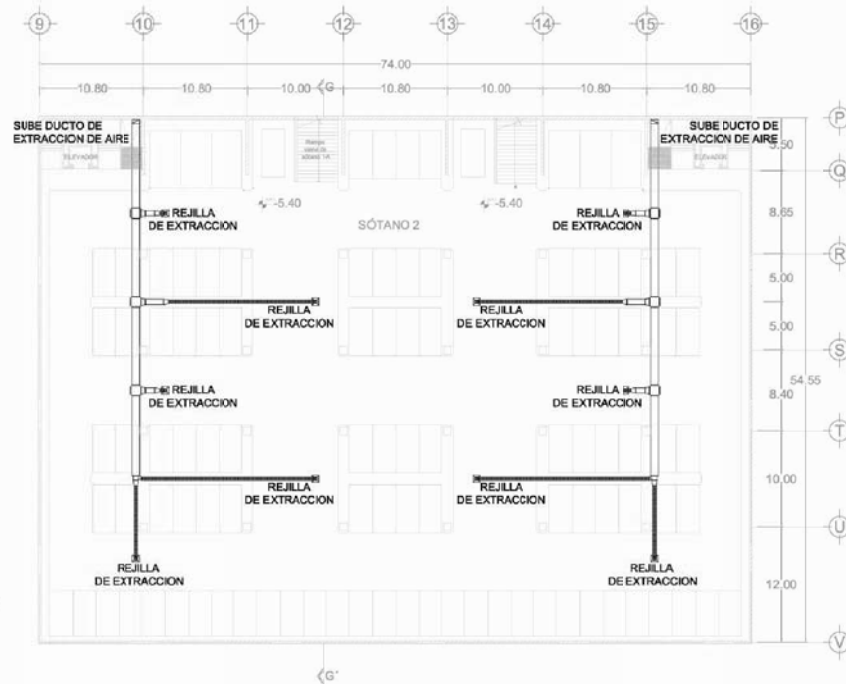 9 10 11 12 13 14 15 16
74.00
10.80 10.80 10.00 G 10.80 10.00 10.80 10.80
P
SUBE DUCTO DE
EXTRACCION DE AIRE
SUBE DUCTO DE
EXTRACCION DE AIRE
5.50
ELEVADOR
ELEVADOR
Rampa
Q
-5.40
-5.40
REJILLA
DE EXTRACCION
REJILLA
DE EXTRACCION
8.65
SÓTANO 2
R
5.00
REJILLA
DE EXTRACCION
REJILLA
DE EXTRACCION
5.00
S
54.55
REJILLA
DE EXTRACCION
REJILLA
DE EXTRACCION
8.40
T
REJILLA
DE EXTRACCION
REJILLA
DE EXTRACCION
10.00
U
REJILLA
DE EXTRACCION
REJILLA
DE EXTRACCION
12.00
V
G'